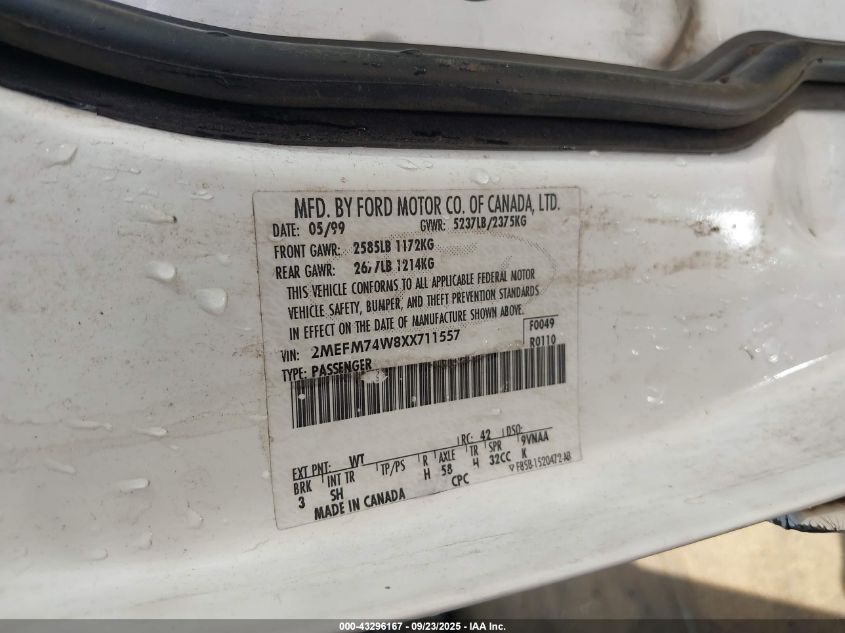 MFD. BY FORD MOTOR CO. OF CANADA, LTD.
DATE: 05/99 GVWR: 5237LB/2375KG
FRONT GAWR: 2585LB 1172KG
REAR GAWR: 2677LB 1214KG
THIS VEHICLE CONFORMS TO ALL APPLICABLE FEDERAL MOTOR
VEHICLE SAFETY, BUMPER, AND THEFT PREVENTION STANDARDS
IN EFFECT ON THE DATE OF MANUFACTURE SHOWN ABOVE.
VIN: 2MEFM74W8XX711557 F0049
TYPE: PASSENGER R0110
EXT PNT: WT RC: 42 DSO:
BRK INT TR TP/PS R AXLE TR SPR 9VNAA
3 SH H 58 H 32CC K
MADE IN CANADA CPC F85B-1520472-AB
000-43296167 - 09/23/2025 - IAA Inc.